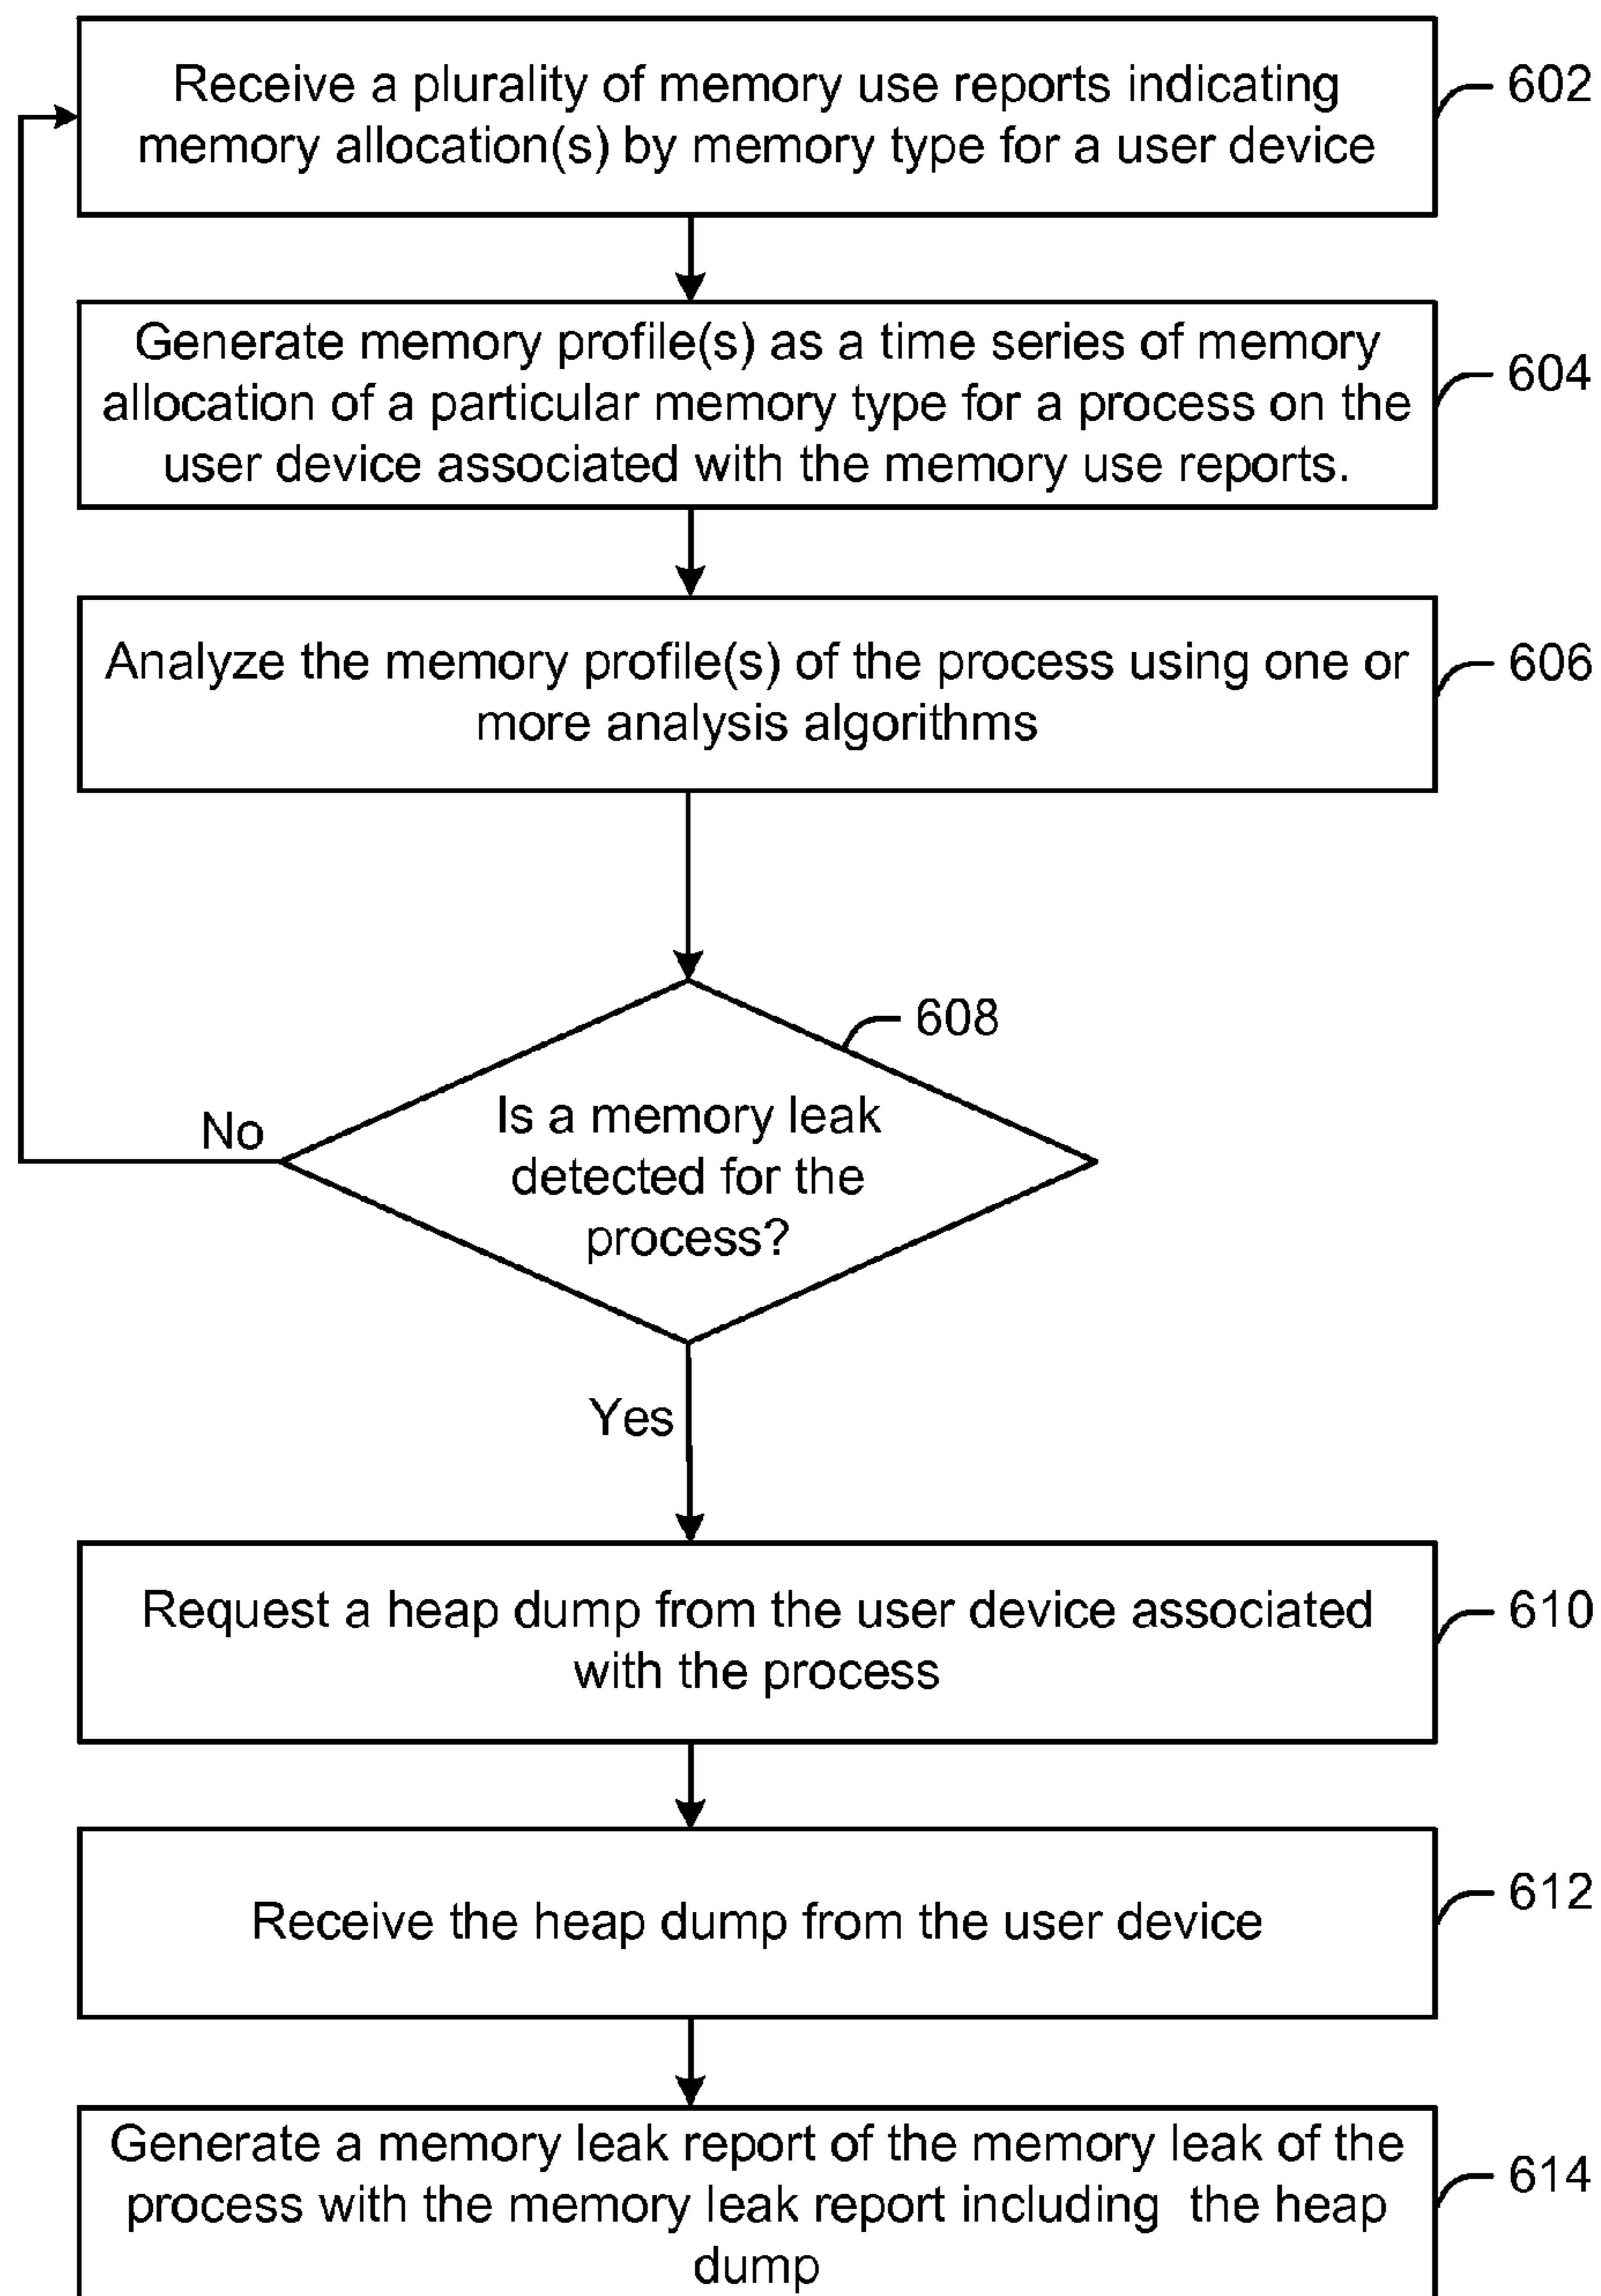 Receive a plurality of memory use reports indicating
memory allocation(s) by memory type for a user device
602
Generate memory profile(s) as a time series of memory
allocation of a particular memory type for a process on the
user device associated with the memory use reports.
604
Analyze the memory profile(s) of the process using one or
more analysis algorithms
606
608
Is a memory leak
detected for the
process?
No
Yes
Request a heap dump from the user device associated
with the process
610
Receive the heap dump from the user device
612
Generate a memory leak report of the memory leak of the
process with the memory leak report including the heap
dump
614